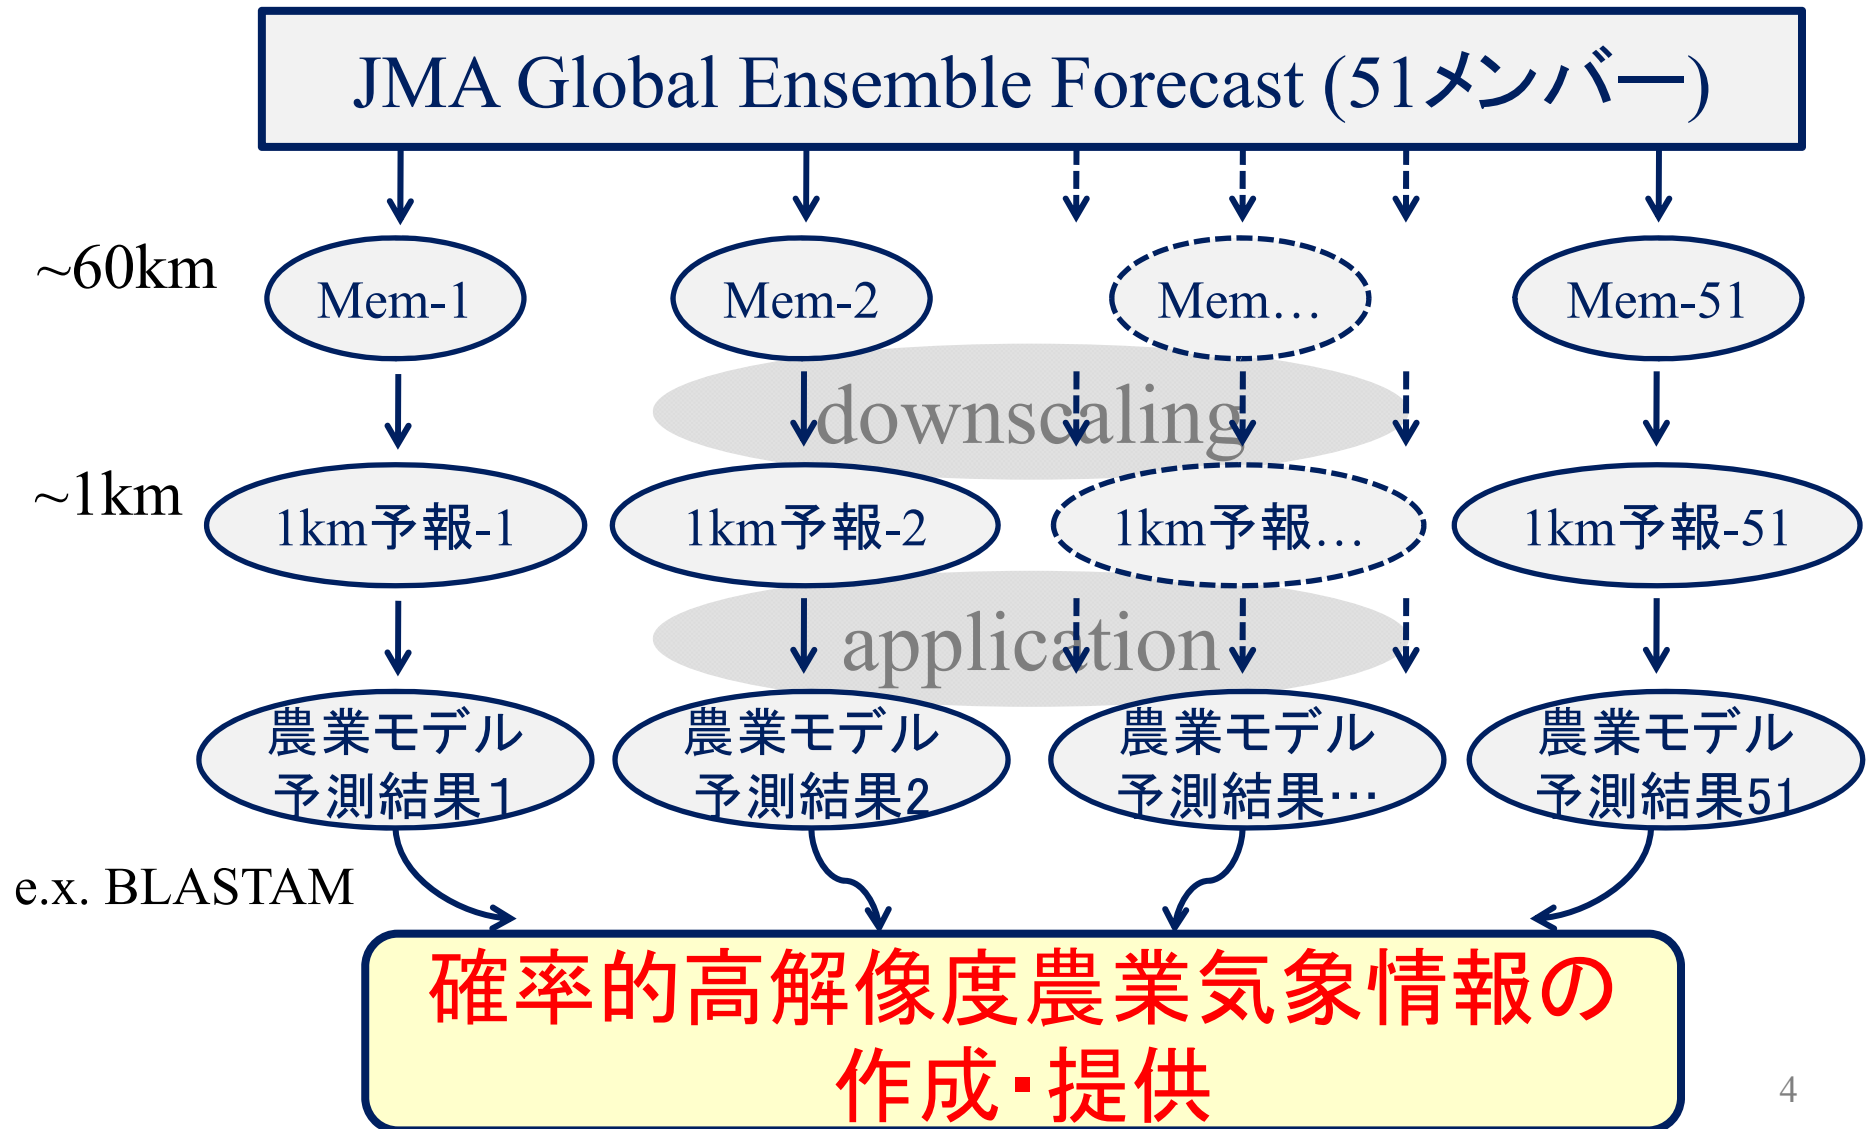 JMA Global Ensemble Forecast (51メンバー)
~60km
Mem-1
Mem-2
Mem…
Mem-51
downscaling
~1km
1km予報-1
1km予報-2
1km予報…
1km予報-51
application
農業モデル
予測結果1
農業モデル
予測結果2
農業モデル
予測結果…
農業モデル
予測結果51
e.x. BLASTAM
確率的高解像度農業気象情報の
作成・提供
4